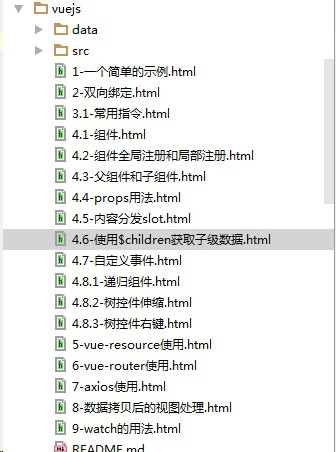 vuejs
data
src
1-一个简单的示例.html
2-双向绑定.html
3.1-常用指令.html
4.1-组件.html
4.2-组件全局注册和局部注册.html
4.3-父组件和子组件.html
4.4-props用法.html
4.5-内容分发slot.html
4.6-使用$children获取子级数据.html
4.7-自定义事件.html
4.8.1-递归组件.html
4.8.2-树控件伸缩.html
4.8.3-树控件右键.html
5-vue-resource使用.html
6-vue-router使用.html
7-axios使用.html
8-数据拷贝后的视图处理.html
9-watch的用法.html
README.md